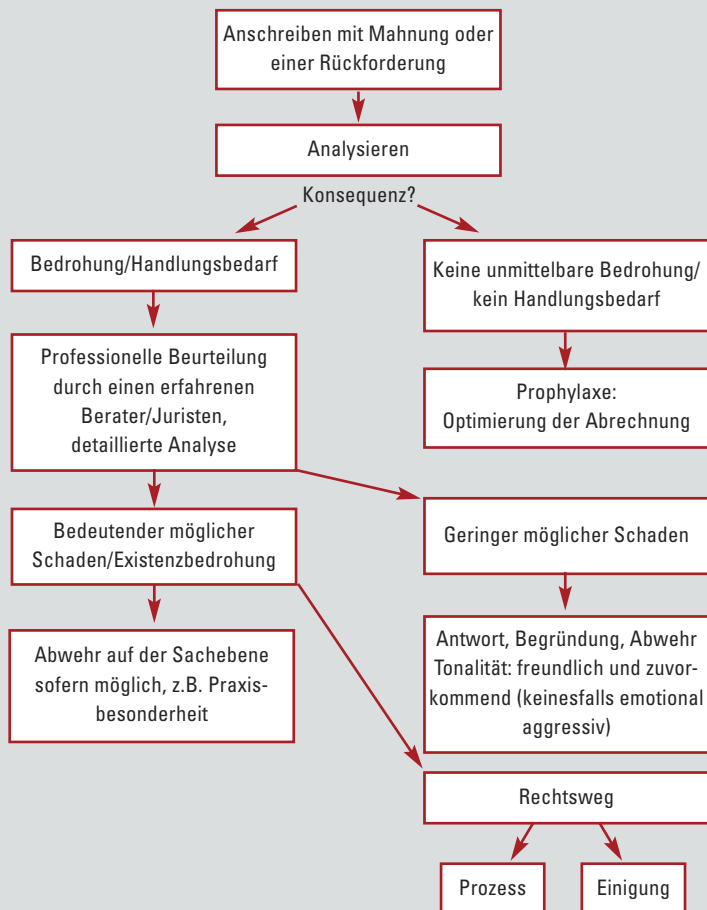 Anschreiben mit Mahnung oder
einer Rückforderung
Analysieren
Konsequenz?
Bedrohung/Handlungsbedarf
Keine unmittelbare Bedrohung/
kein Handlungsbedarf
Professionelle Beurteilung
durch einen erfahrenen
Berater/Juristen,
detaillierte Analyse
Prophylaxe:
Optimierung der Abrechnung
Bedeutender möglicher
Schaden/Existenzbedrohung
Geringer möglicher Schaden
Abwehr auf der Sachebene
sofern möglich, z.B. Praxis-
besonderheit
Antwort, Begründung, Abwehr
Tonalität: freundlich und zuvor-
kommend (keinesfalls emotional
aggressiv)
Rechtsweg
Prozess
Einigung